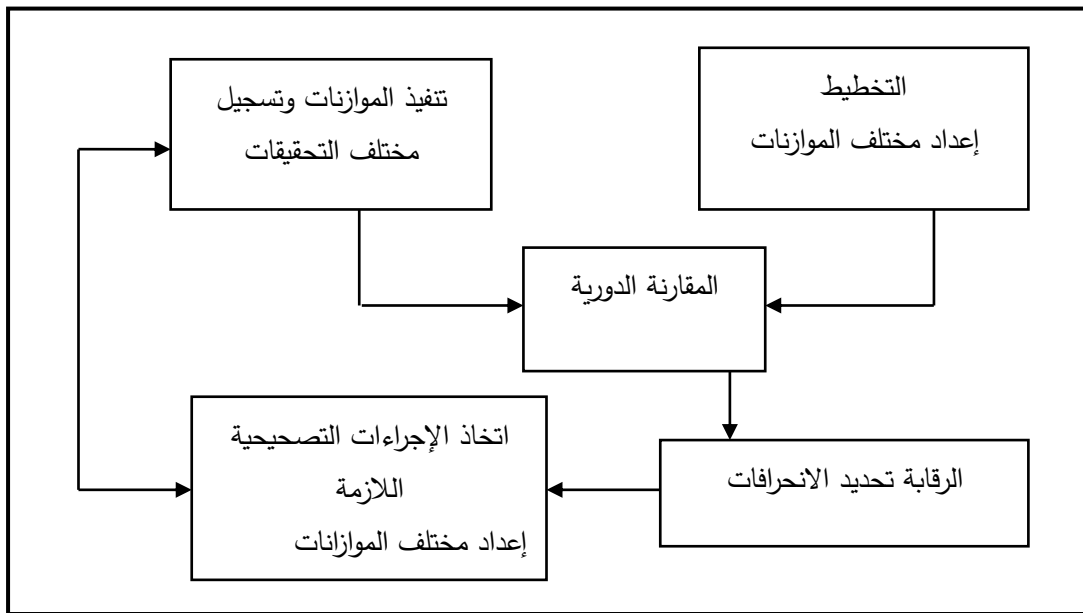 التخطيط
إعداد مختلف الموازنات
تنفيذ الموازنات وتسجيل
مختلف التحقيقات
المقارنة الدورية
الرقابة تحديد الانحرافات
اتخاذ الإجراءات التصحيحية
اللازمة
إعداد مختلف الموازانات